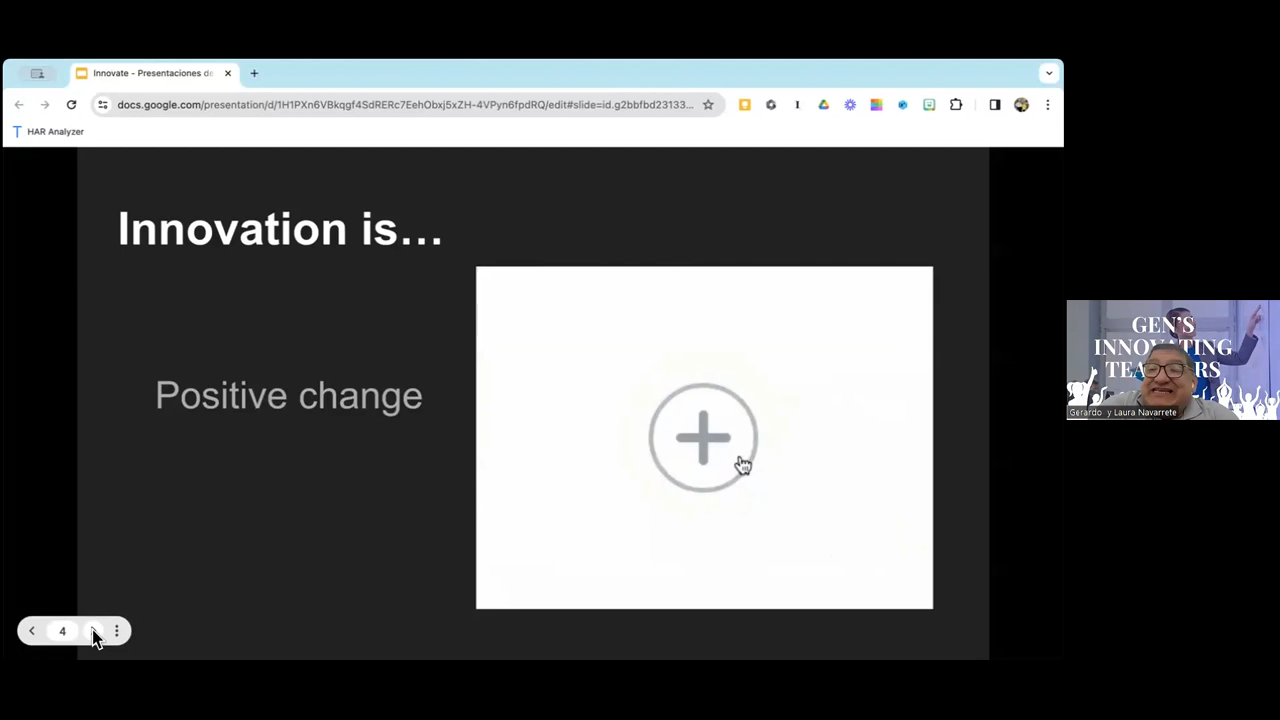 Innovate - Presentaciones de
docs.google.com/presentation/d/1H1PXn6VBkqgf4SdRERc7EehObxj5xZH-4VPyn6fpdRQ/edit#slide=id.g2bbfbd23133...
HAR Analyzer
Innovation is...
Positive change
4
GEN'S
INNOVATING
TEACHERS
Gerardo y Laura Navarrete